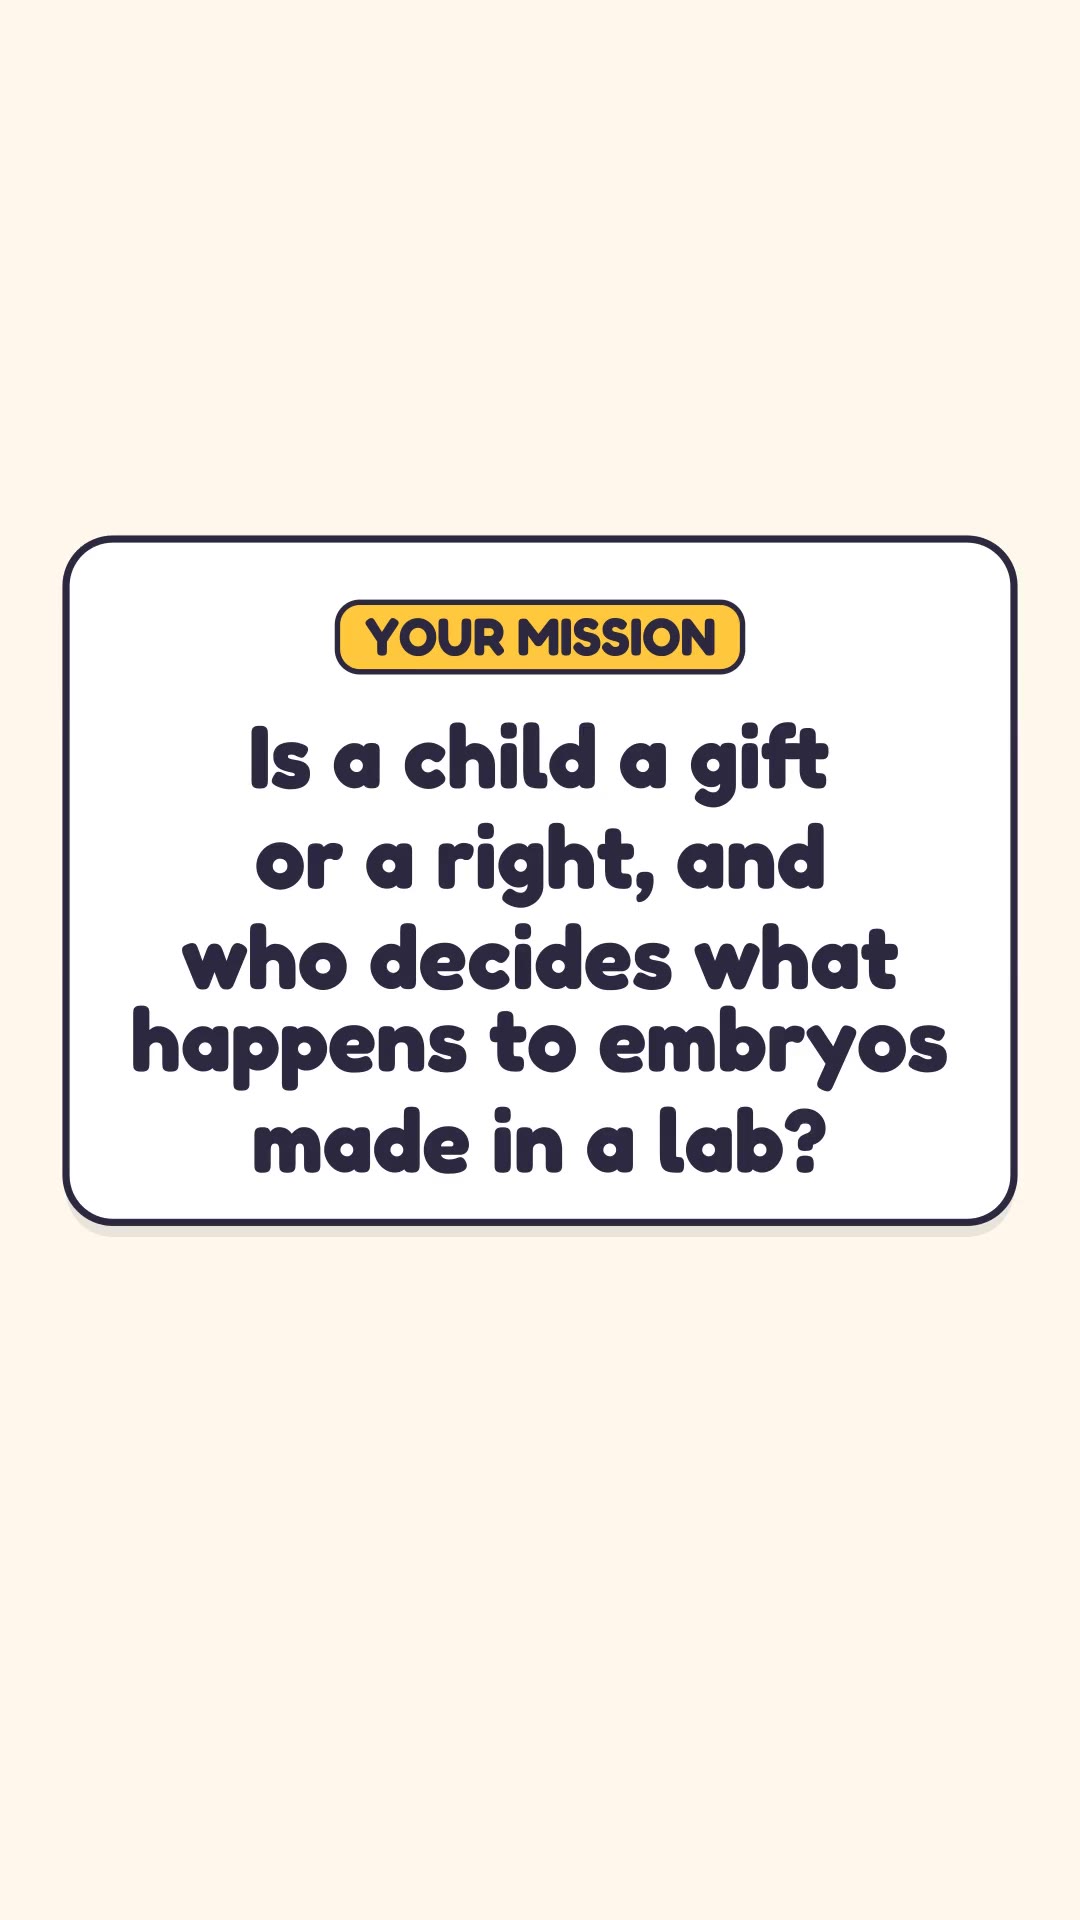 YOUR MISSION
Is a child a gift
or a right, and
who decides what
happens to embryos
made in a lab?